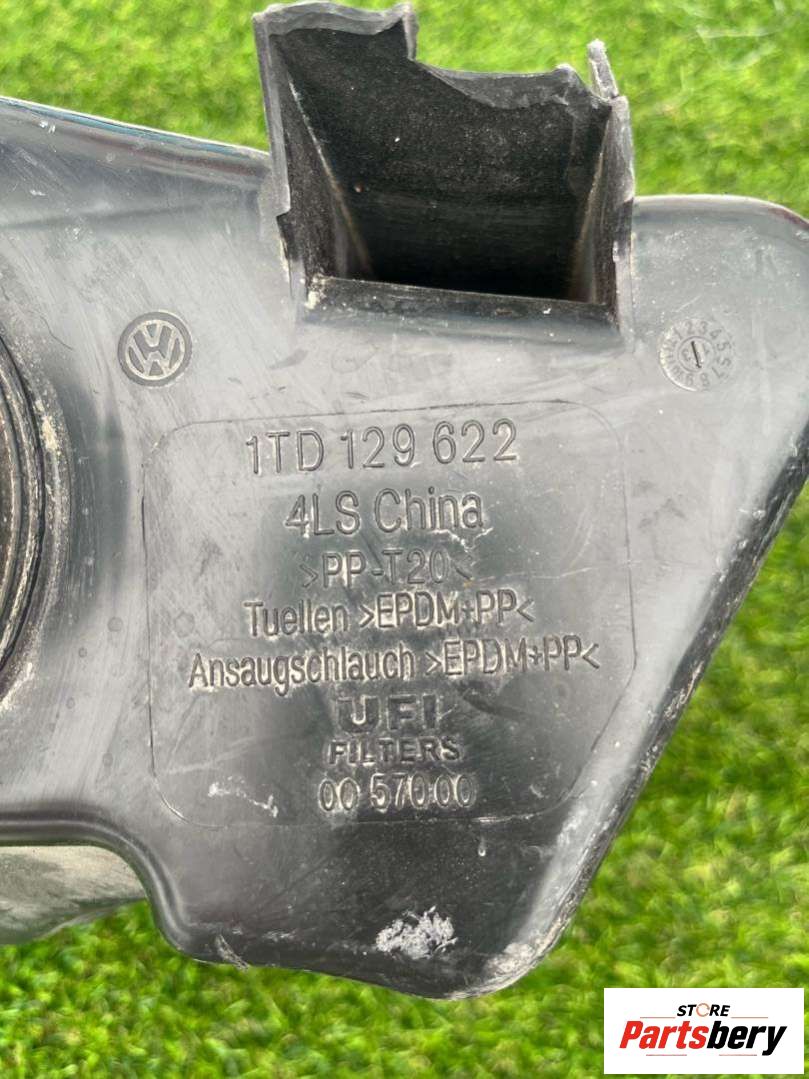 VW
1TD 129 622
4LS China
>PP-T20<
Tuellen >EPDM+PP<
Ansaugschlauch >EPDM+PP<
UFI
FILTERS
00 570 00
STORE
Partsbery